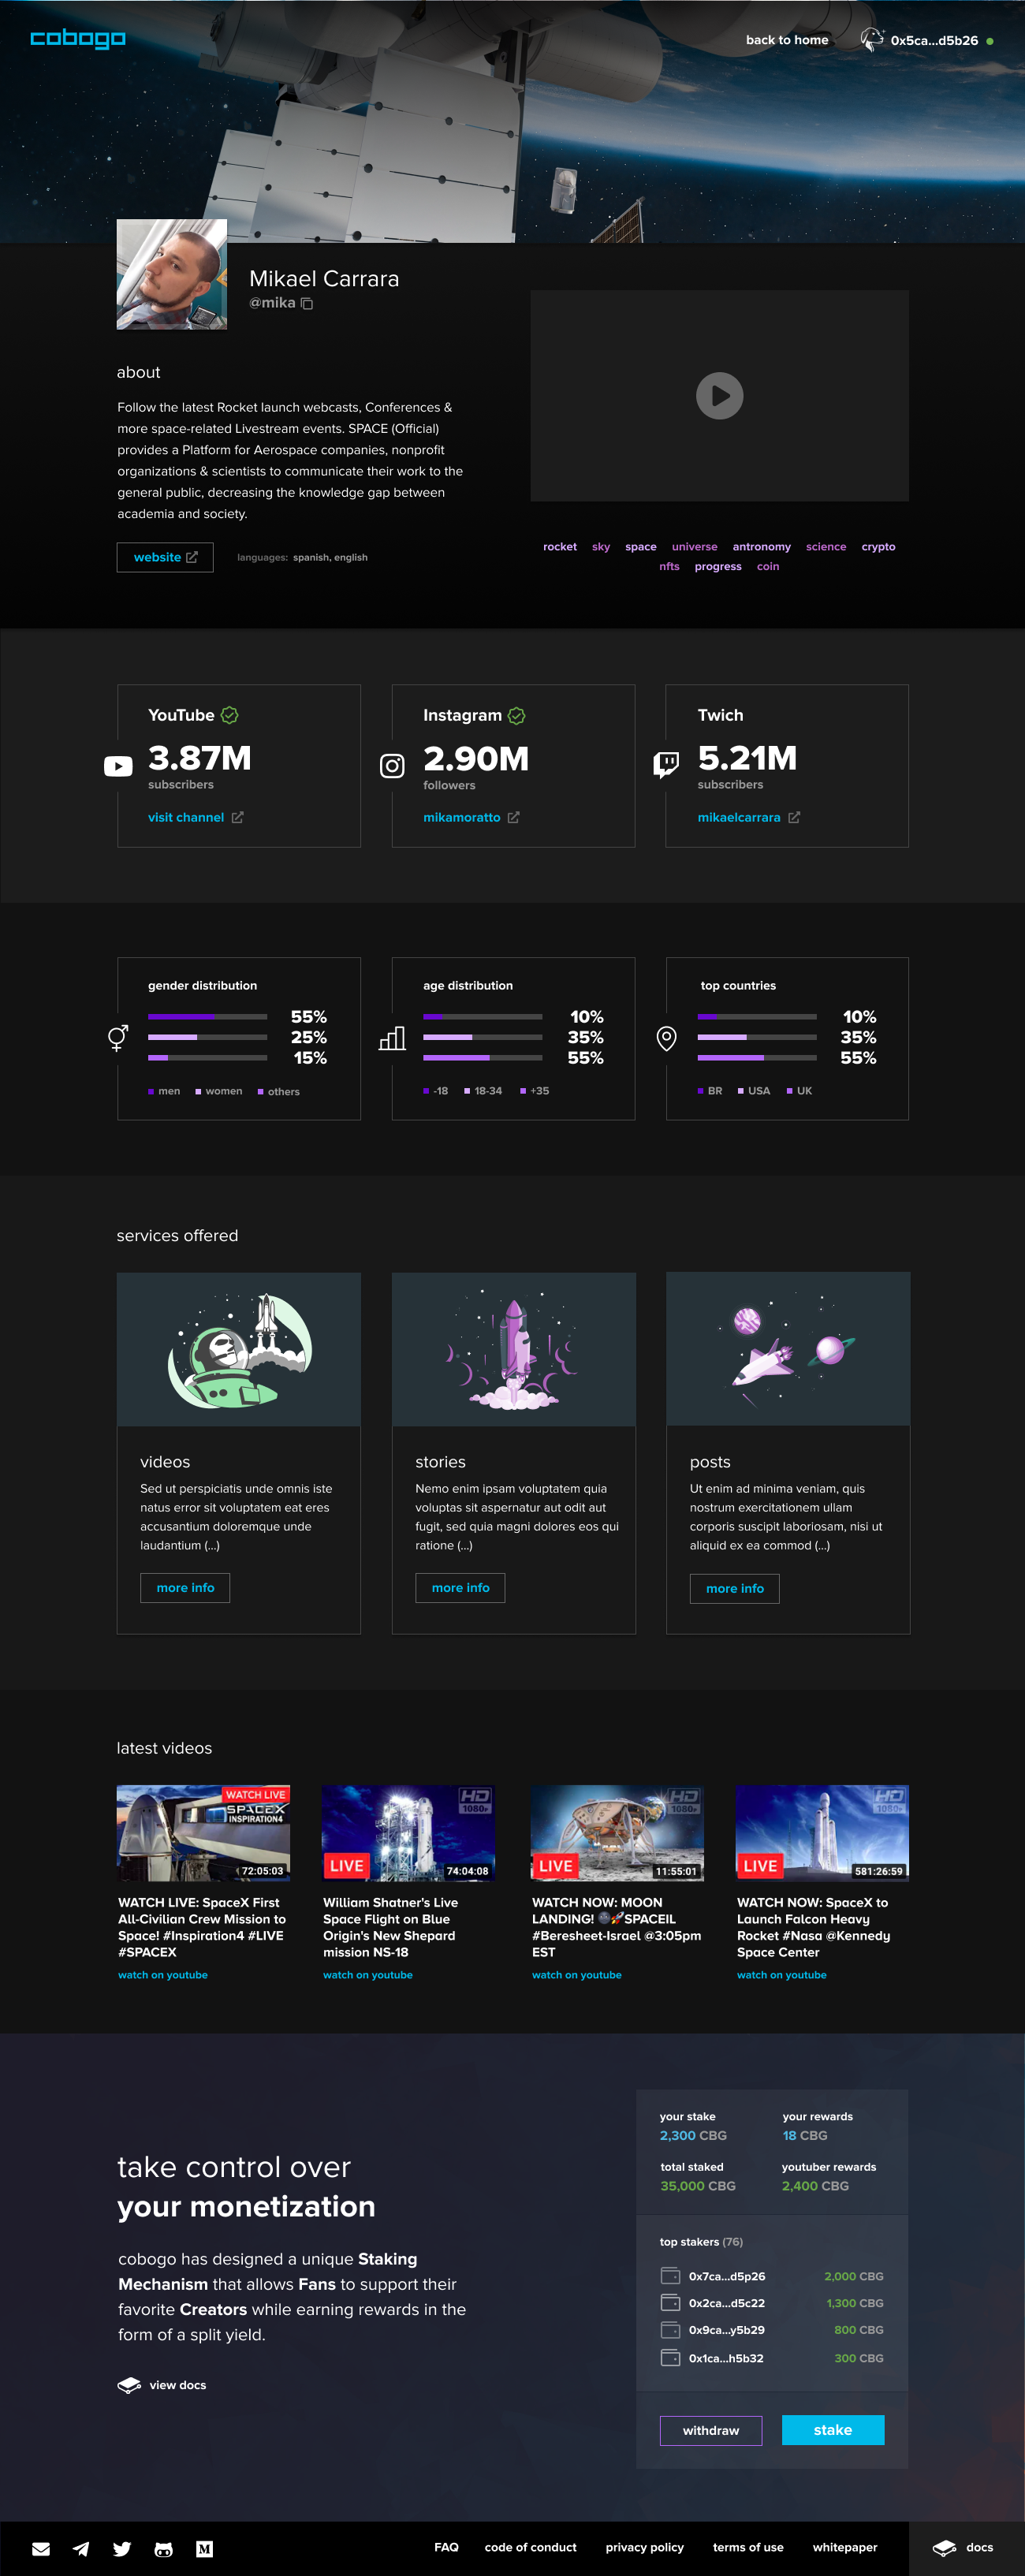 cobogo
back to home
0x5ca...d5b26
Mikael Carrara
@mika
about
Follow the latest Rocket launch webcasts, Conferences &
more space-related Livestream events. SPACE (Official)
provides a Platform for Aerospace companies, nonprofit
organizations & scientists to communicate their work to the
general public, decreasing the knowledge gap between
academia and society.
website
languages: spanish, english
rocket sky space universe antronomy science crypto
nfts progress coin
YouTube
3.87M
subscribers
visit channel
Instagram
2.90M
followers
mikamoratto
Twich
5.21M
subscribers
mikaelcarrara
gender distribution
55%
25%
15%
men women others
age distribution
10%
35%
55%
-18 18-34 +35
top countries
10%
35%
55%
BR USA UK
services offered
videos
Sed ut perspiciatis unde omnis iste
natus error sit voluptatem eat eres
accusantium doloremque unde
laudantium (...)
more info
stories
Nemo enim ipsam voluptatem quia
voluptas sit aspernatur aut odit aut
fugit, sed quia magni dolores eos qui
ratione (...)
more info
posts
Ut enim ad minima veniam, quis
nostrum exercitationem ullam
corporis suscipit laboriosam, nisi ut
aliquid ex ea commod (...)
more info
latest videos
WATCH LIVE
SPACEX
INSPIRATION4
72:05:03
WATCH LIVE: SpaceX First
All-Civilian Crew Mission to
Space! #Inspiration4 #LIVE
#SPACEX
watch on youtube
HD
1080P
LIVE
74:04:08
William Shatner's Live
Space Flight on Blue
Origin's New Shepard
mission NS-18
watch on youtube
HD
1080P
LIVE
11:55:01
WATCH NOW: MOON
LANDING! 🌑🚀SPACEIL
#Beresheet-Israel @3:05pm
EST
watch on youtube
HD
1080P
LIVE
581:26:59
WATCH NOW: SpaceX to
Launch Falcon Heavy
Rocket #Nasa @Kennedy
Space Center
watch on youtube
take control over
your monetization
cobogo has designed a unique Staking
Mechanism that allows Fans to support their
favorite Creators while earning rewards in the
form of a split yield.
view docs
your stake
2,300 CBG
your rewards
18 CBG
total staked
35,000 CBG
youtuber rewards
2,400 CBG
top stakers (76)
0x7ca...d5p26 2,000 CBG
0x2ca...d5c22 1,300 CBG
0x9ca...y5b29 800 CBG
0x1ca...h5b32 300 CBG
withdraw
stake
M
FAQ code of conduct privacy policy terms of use whitepaper
docs